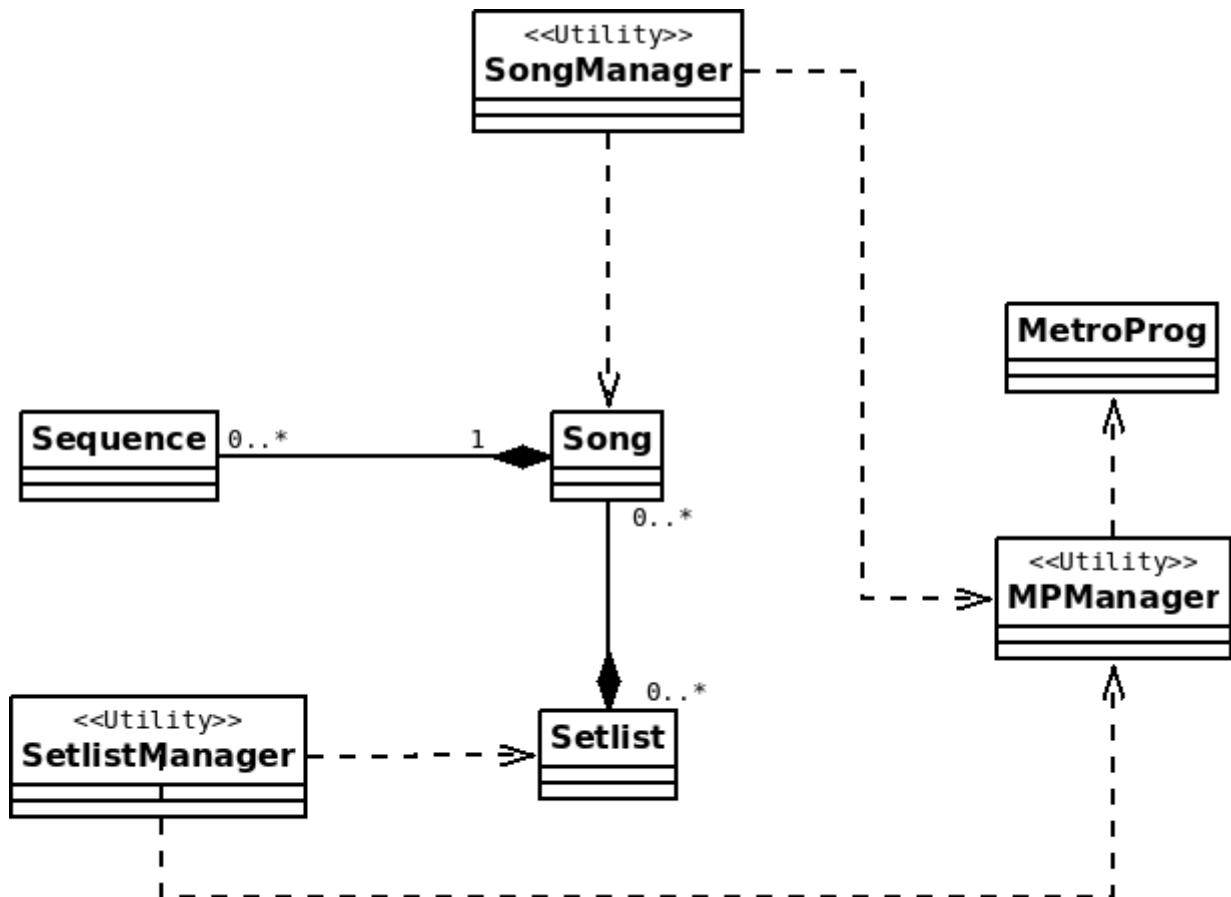 <<Utility>>
SongManager
MetroProg
Sequence
0..*
1
Song
0..*
<<Utility>>
MPManager
0..*
<<Utility>>
SetlistManager
Setlist